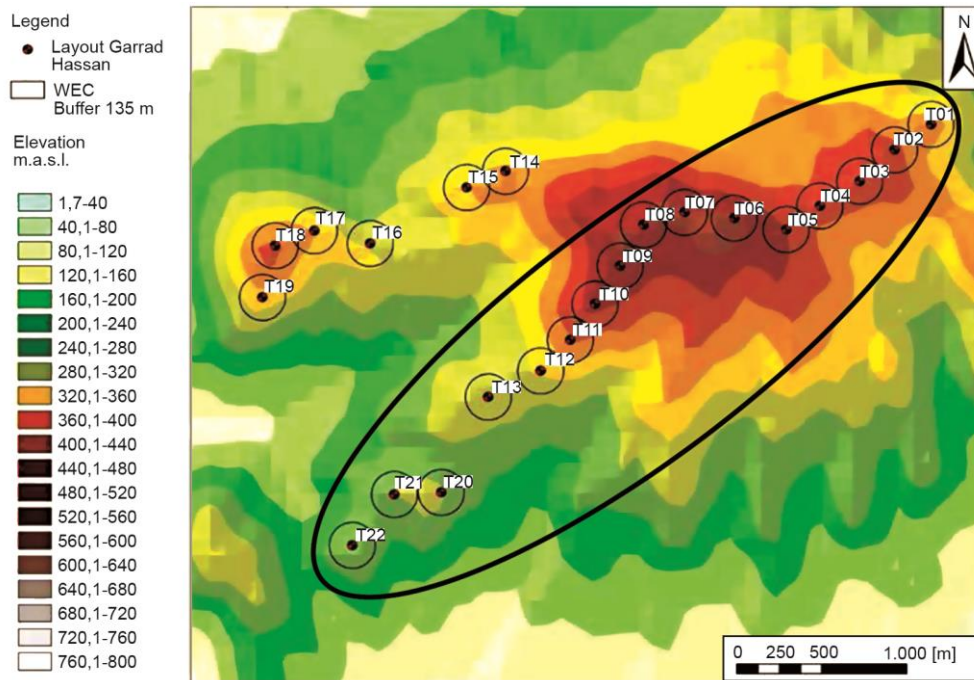 Legend
Layout Garrad
Hassan
WEC
Buffer 135 m
Elevation
m.a.s.l.
1,7-40
40,1-80
80,1-120
120,1-160
160,1-200
200,1-240
240,1-280
280,1-320
320,1-360
360,1-400
400,1-440
440,1-480
480,1-520
520,1-560
560,1-600
600,1-640
640,1-680
680,1-720
720,1-760
760,1-800
N
T01
T02
T03
T04
T05
T06
T07
T08
T09
T10
T11
T12
T13
T14
T15
T16
T17
T18
T19
T20
T21
T22
0 250 500 1.000 [m]